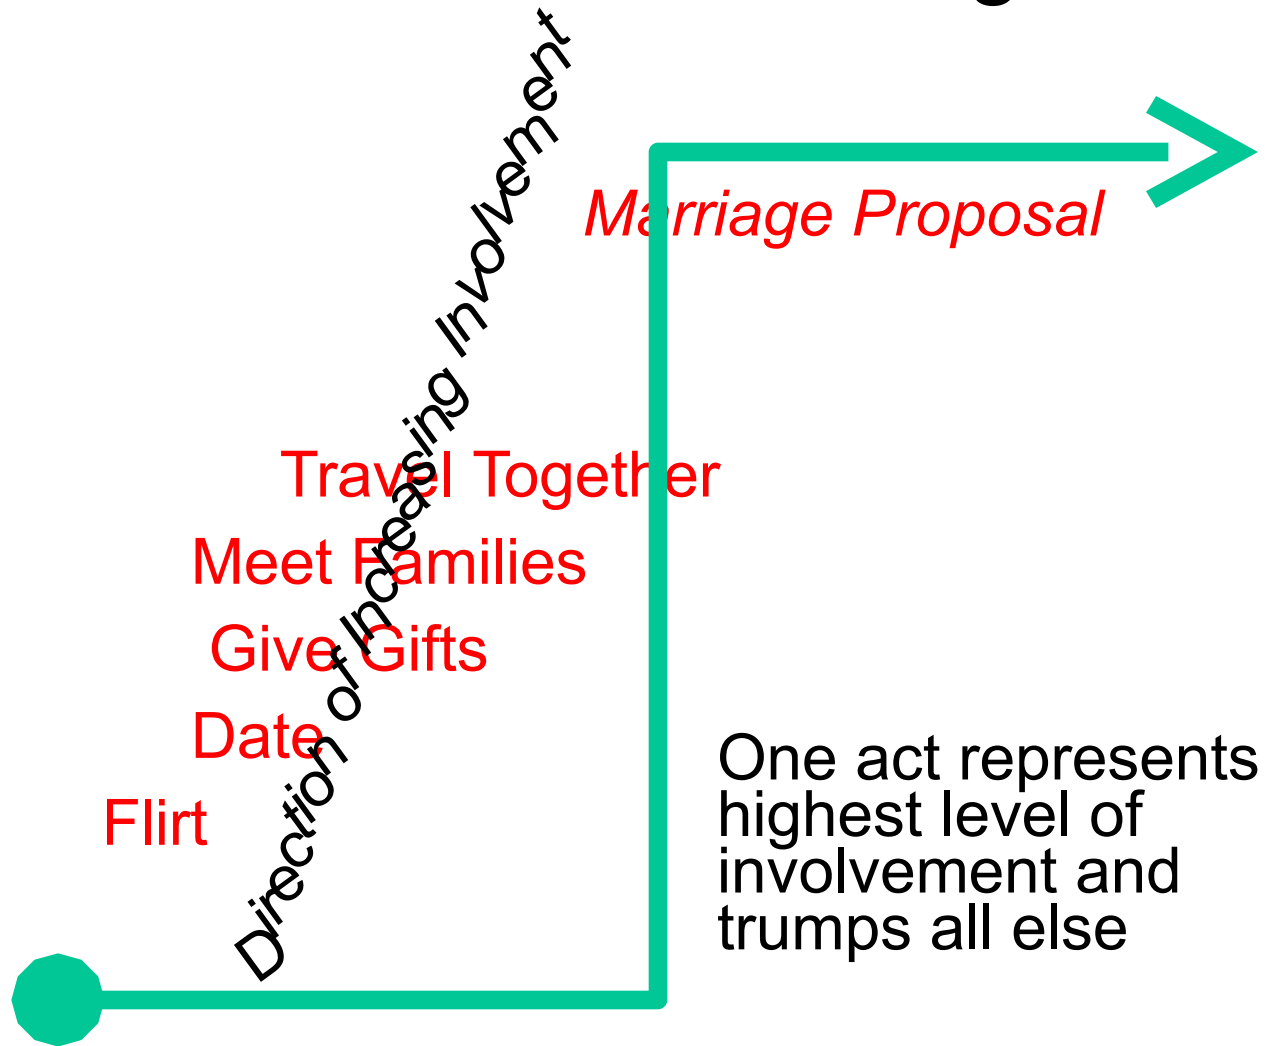 Direction of Increasing Involvement
Marriage Proposal
Travel Together
Meet Families
Give Gifts
Date
Flirt
One act represents
highest level of
involvement and
trumps all else